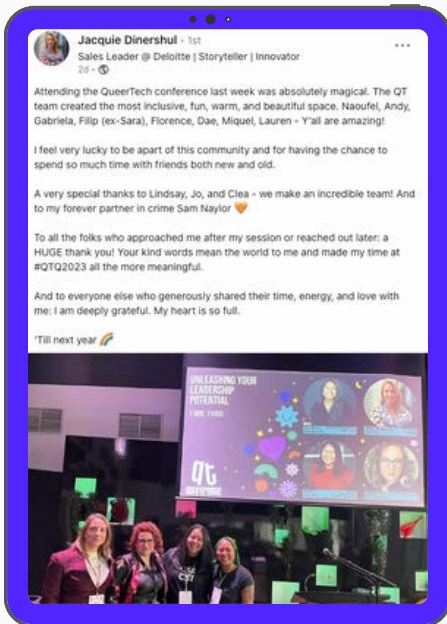 Jacquie Dinershul · 1st
Sales Leader @ Deloitte | Storyteller | Innovator
2d ·
Attending the QueerTech conference last week was absolutely magical. The QT
team created the most inclusive, fun, warm, and beautiful space. Naoufel, Andy,
Gabriela, Filip (ex-Sara), Florence, Dae, Miquel, Lauren - Y'all are amazing!
I feel very lucky to be apart of this community and for having the chance to
spend so much time with friends both new and old.
A very special thanks to Lindsay, Jo, and Clea - we make an incredible team! And
to my forever partner in crime Sam Naylor 🧡
To all the folks who approached me after my session or reached out later: a
HUGE thank you! Your kind words mean the world to me and made my time at
#QTQ2023 all the more meaningful.
And to everyone else who generously shared their time, energy, and love with
me: I am deeply grateful. My heart is so full.
'Till next year 🌈
UNLEASHING YOUR
LEADERSHIP
POTENTIAL
qt